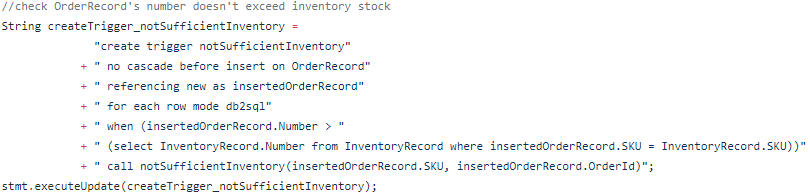 //check OrderRecord's number doesn't exceed inventory stock
String createTrigger_notSufficientInventory =
"create trigger notSufficientInventory"
+ " no cascade before insert on OrderRecord"
+ " referencing new as insertedOrderRecord"
+ " for each row mode db2sql"
+ " when (insertedOrderRecord.Number > "
+ " (select InventoryRecord.Number from InventoryRecord where insertedOrderRecord.SKU = InventoryRecord.SKU))"
+ " call notSufficientInventory(insertedOrderRecord.SKU, insertedOrderRecord.OrderId)";
stmt.executeUpdate(createTrigger_notSufficientInventory);